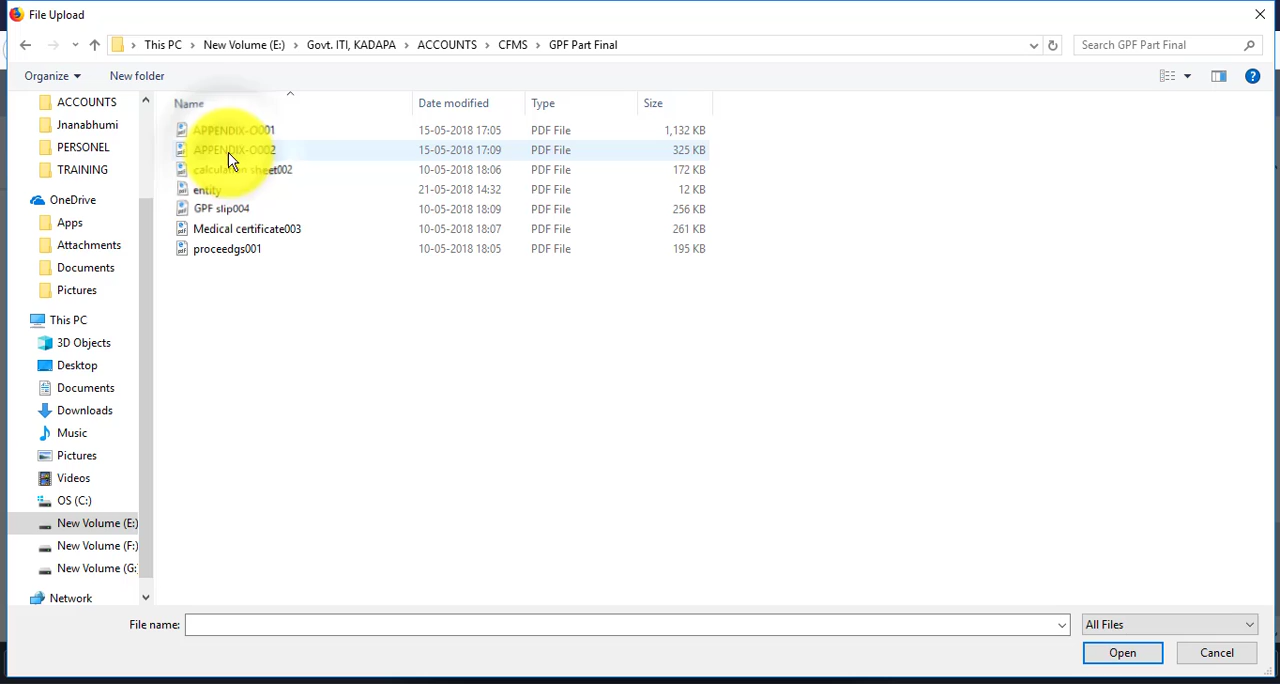 File Upload
This PC > New Volume (E:) > Govt. ITI, KADAPA > ACCOUNTS > CFMS > GPF Part Final
Search GPF Part Final
Organize New folder
Name Date modified Type Size
APPENDIX-O001 15-05-2018 17:05 PDF File 1,132 KB
APPENDIX-O002 15-05-2018 17:09 PDF File 325 KB
calculation sheet002 10-05-2018 18:06 PDF File 172 KB
entity 21-05-2018 14:32 PDF File 12 KB
GPF slip004 10-05-2018 18:09 PDF File 256 KB
Medical certificate003 10-05-2018 18:07 PDF File 261 KB
proceedgs001 10-05-2018 18:05 PDF File 195 KB
ACCOUNTS
Jnanabhumi
PERSONEL
TRAINING
OneDrive
Apps
Attachments
Documents
Pictures
This PC
3D Objects
Desktop
Documents
Downloads
Music
Pictures
Videos
OS (C:)
New Volume (E:)
New Volume (F:)
New Volume (G:
Network
File name:
All Files
Open Cancel